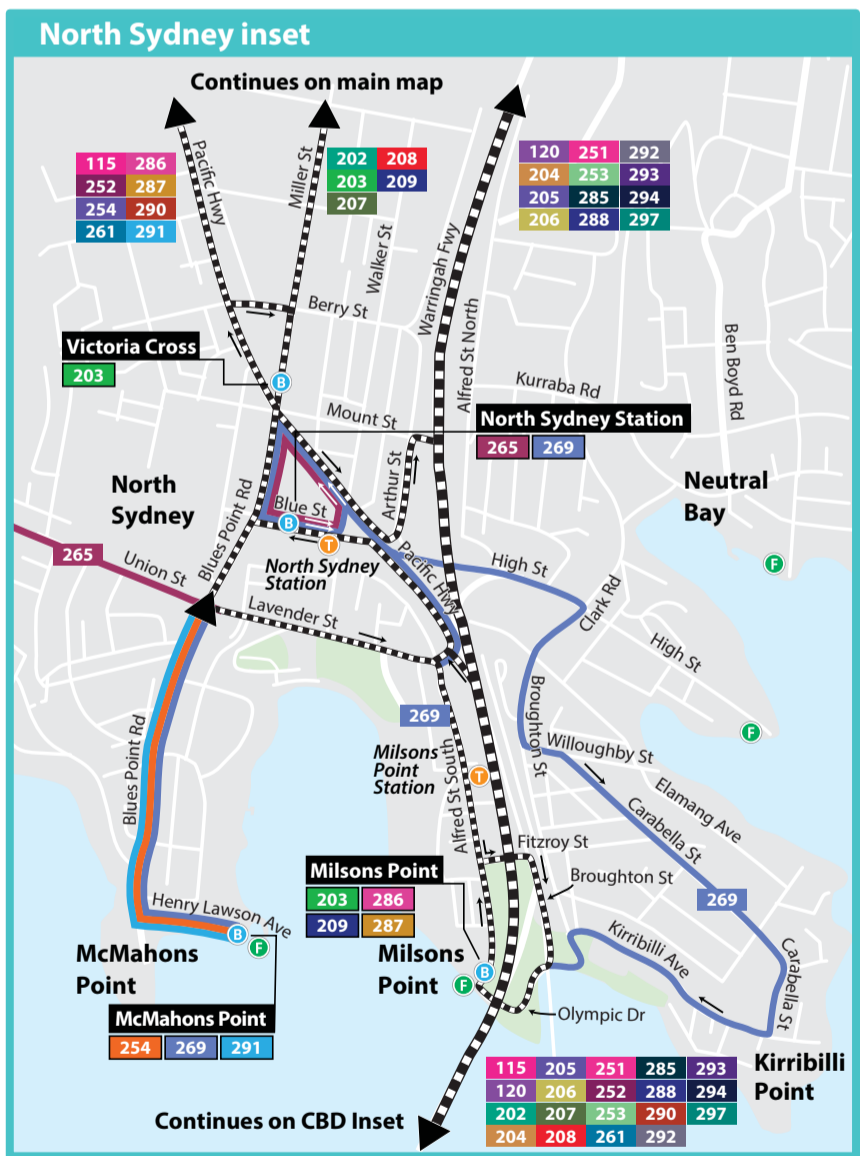 North Sydney inset
Continues on main map
115 286
252 287
254 290
261 291
Pacific Hwy
Miller St
202 208
203 209
207
Walker St
Warringah Fwy
120 251 292
204 253 293
205 285 294
206 288 297
Berry St
Alfred St North
Ben Boyd Rd
Victoria Cross
203
B
Kurraba Rd
Mount St
North Sydney Station
265 269
Arthur St
North
Sydney
Blue St
B
T
North Sydney
Station
Neutral
Bay
F
Blues Point Rd
265
Union St
Pacific Hwy
High St
Clark Rd
Lavender St
High St
F
Broughton St
269
Willoughby St
Milsons
Point
Station
T
Elamang Ave
Blues Point Rd
Alfred St South
Carabella St
Fitzroy St
Broughton St
Milsons Point
203 286
209 287
269
Henry Lawson Ave
B
F
Kirribilli Ave
Carabella St
McMahons
Point
Milsons
Point
B
F
McMahons Point
254 269 291
Olympic Dr
Kirribilli
Point
115 205 251 285 293
120 206 252 288 294
202 207 253 290 297
204 208 261 292
Continues on CBD Inset